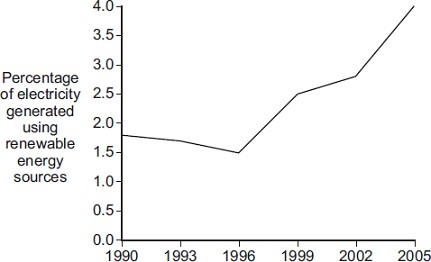 4.0
3.5
3.0
2.5
2.0
1.5
1.0
0.5
0.0
Percentage
of electricity
generated
using
renewable
energy
sources
1990 1993 1996 1999 2002 2005